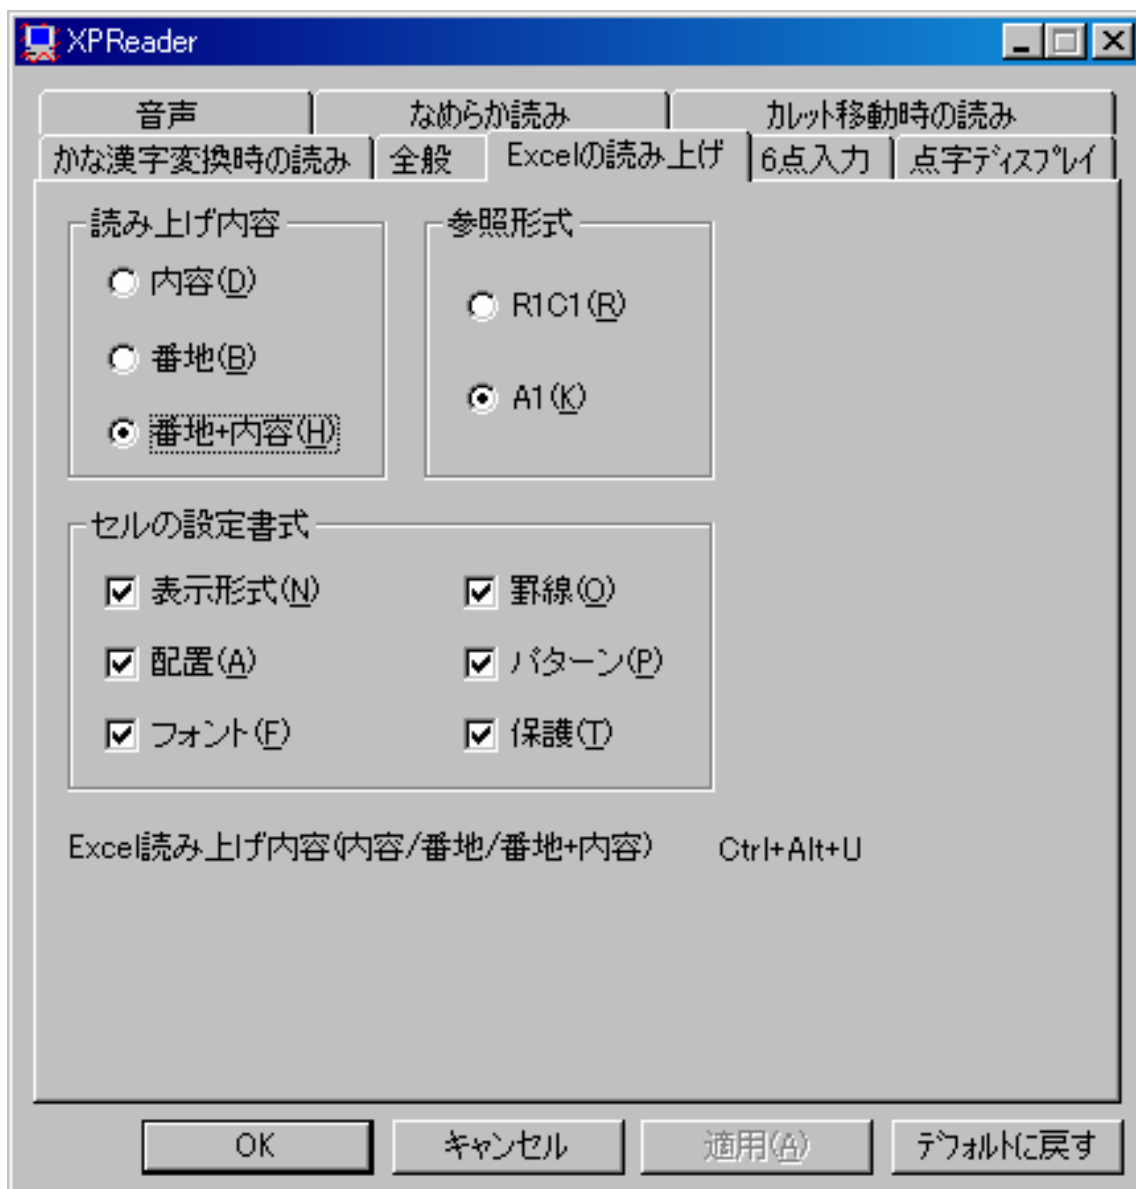 XPReader
音声 なめらか読み カレット移動時の読み
かな漢字変換時の読み 全般 Excelの読み上げ 6点入力 点字ディスプレイ
読み上げ内容 参照形式
内容(D)
R1C1(R)
番地(B)
A1(K)
番地+内容(H)
セルの設定書式
表示形式(N) 罫線(O)
配置(A) パターン(P)
フォント(F) 保護(T)
Excel読み上げ内容(内容/番地/番地+内容) Ctrl+Alt+U
OK キャンセル 適用(A) デフォルトに戻す